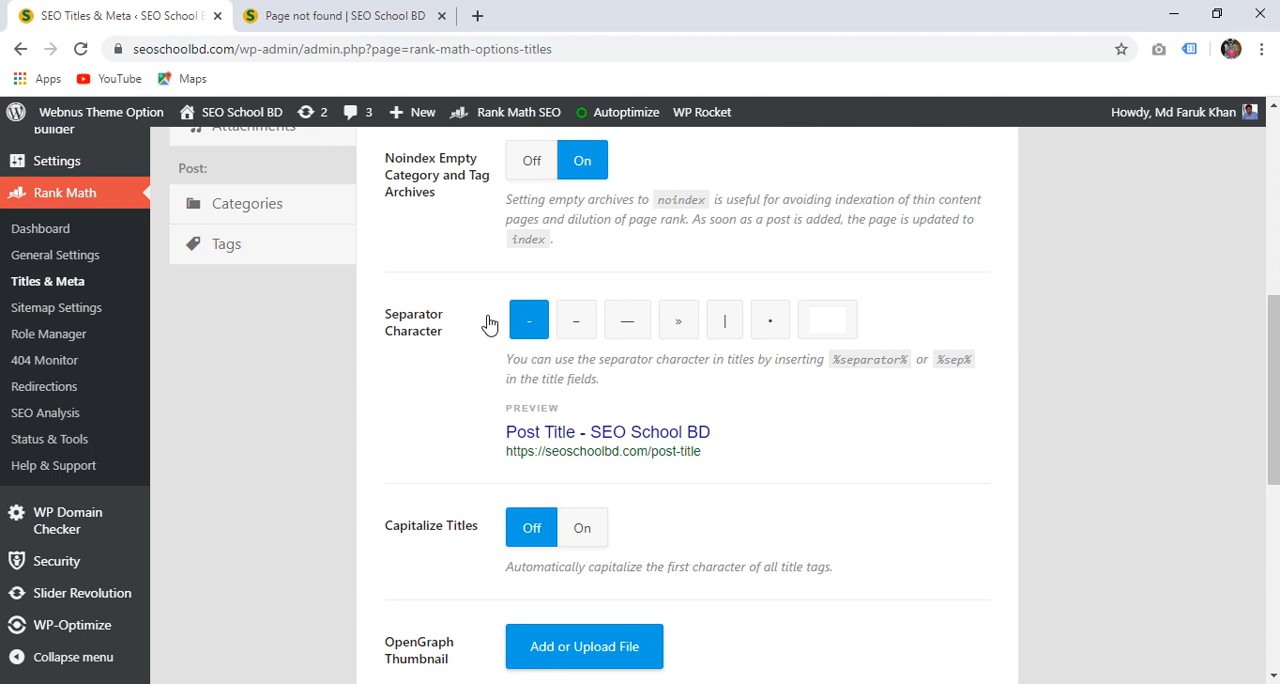 SEO Titles & Meta ‹ SEO School B
Page not found | SEO School BD
seoschoolbd.com/wp-admin/admin.php?page=rank-math-options-titles
Apps
YouTube
Maps
Webnus Theme Option
SEO School BD
2
3
New
Rank Math SEO
Autoptimize
WP Rocket
Howdy, Md Faruk Khan
Builder
Settings
Rank Math
Dashboard
General Settings
Titles & Meta
Sitemap Settings
Role Manager
404 Monitor
Redirections
SEO Analysis
Status & Tools
Help & Support
WP Domain
Checker
Security
Slider Revolution
WP-Optimize
Collapse menu
Attachments
Post:
Categories
Tags
Noindex Empty
Category and Tag
Archives
Off
On
Setting empty archives to noindex is useful for avoiding indexation of thin content
pages and dilution of page rank. As soon as a post is added, the page is updated to
index .
Separator
Character
- – — » | •
You can use the separator character in titles by inserting %separator% or %sep%
in the title fields.
PREVIEW
Post Title - SEO School BD
https://seoschoolbd.com/post-title
Capitalize Titles
Off
On
Automatically capitalize the first character of all title tags.
OpenGraph
Thumbnail
Add or Upload File